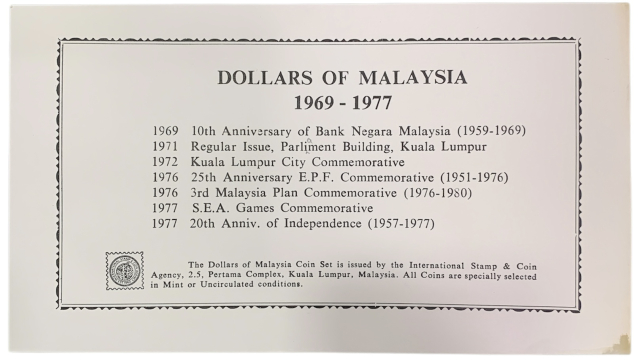 DOLLARS OF MALAYSIA
1969 - 1977
1969 10th Anniversary of Bank Negara Malaysia (1959-1969)
1971 Regular Issue, Parliment Building, Kuala Lumpur
1972 Kuala Lumpur City Commemorative
1976 25th Anniversary E.P.F. Commemorative (1951-1976)
1976 3rd Malaysia Plan Commemorative (1976-1980)
1977 S.E.A. Games Commemorative
1977 20th Anniv. of Independence (1957-1977)
The Dollars of Malaysia Coin Set is issued by the International Stamp & Coin
Agency, 2.5, Pertama Complex, Kuala Lumpur, Malaysia. All Coins are specially selected
in Mint or Uncirculated conditions.